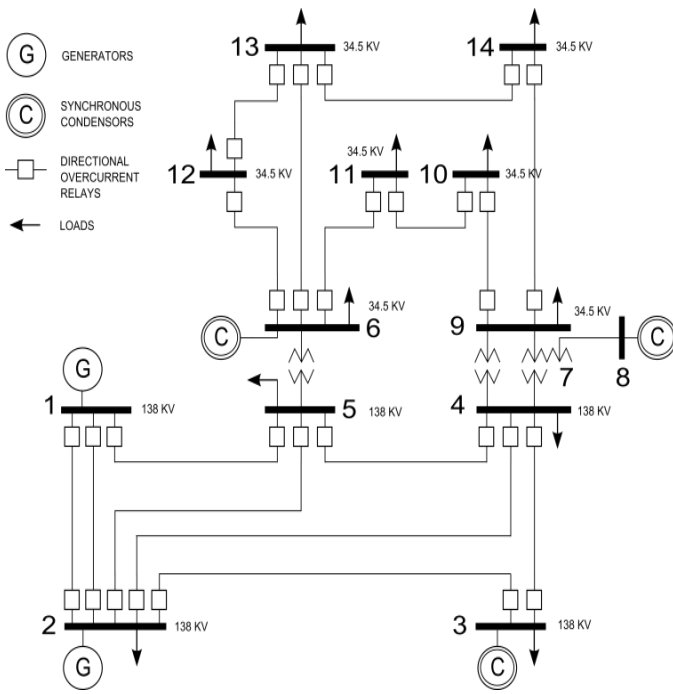 G
GENERATORS
C
SYNCHRONOUS
CONDENSORS
DIRECTIONAL
OVERCURRENT
RELAYS
LOADS
13
34.5 KV
14
34.5 KV
12
34.5 KV
34.5 KV
11
10
34.5 KV
C
34.5 KV
6
9
34.5 KV
7
8
C
G
1
138 KV
5
138 KV
4
138 KV
2
138 KV
G
3
138 KV
C